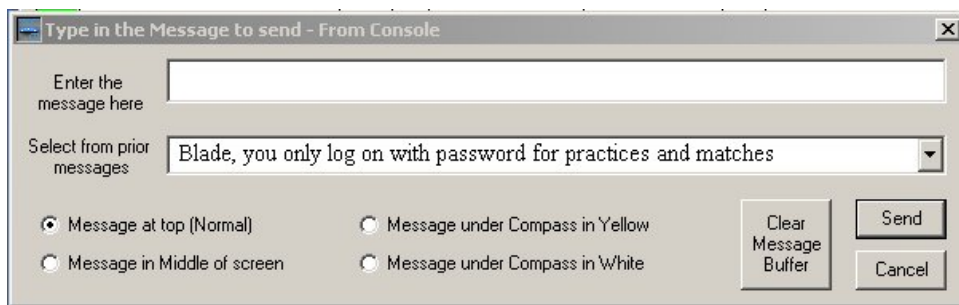 Type in the Message to send - From Console
Enter the
message here
Select from prior
messages
Blade, you only log on with password for practices and matches
Message at top (Normal)
Message under Compass in Yellow
Message in Middle of screen
Message under Compass in White
Clear
Message
Buffer
Send
Cancel